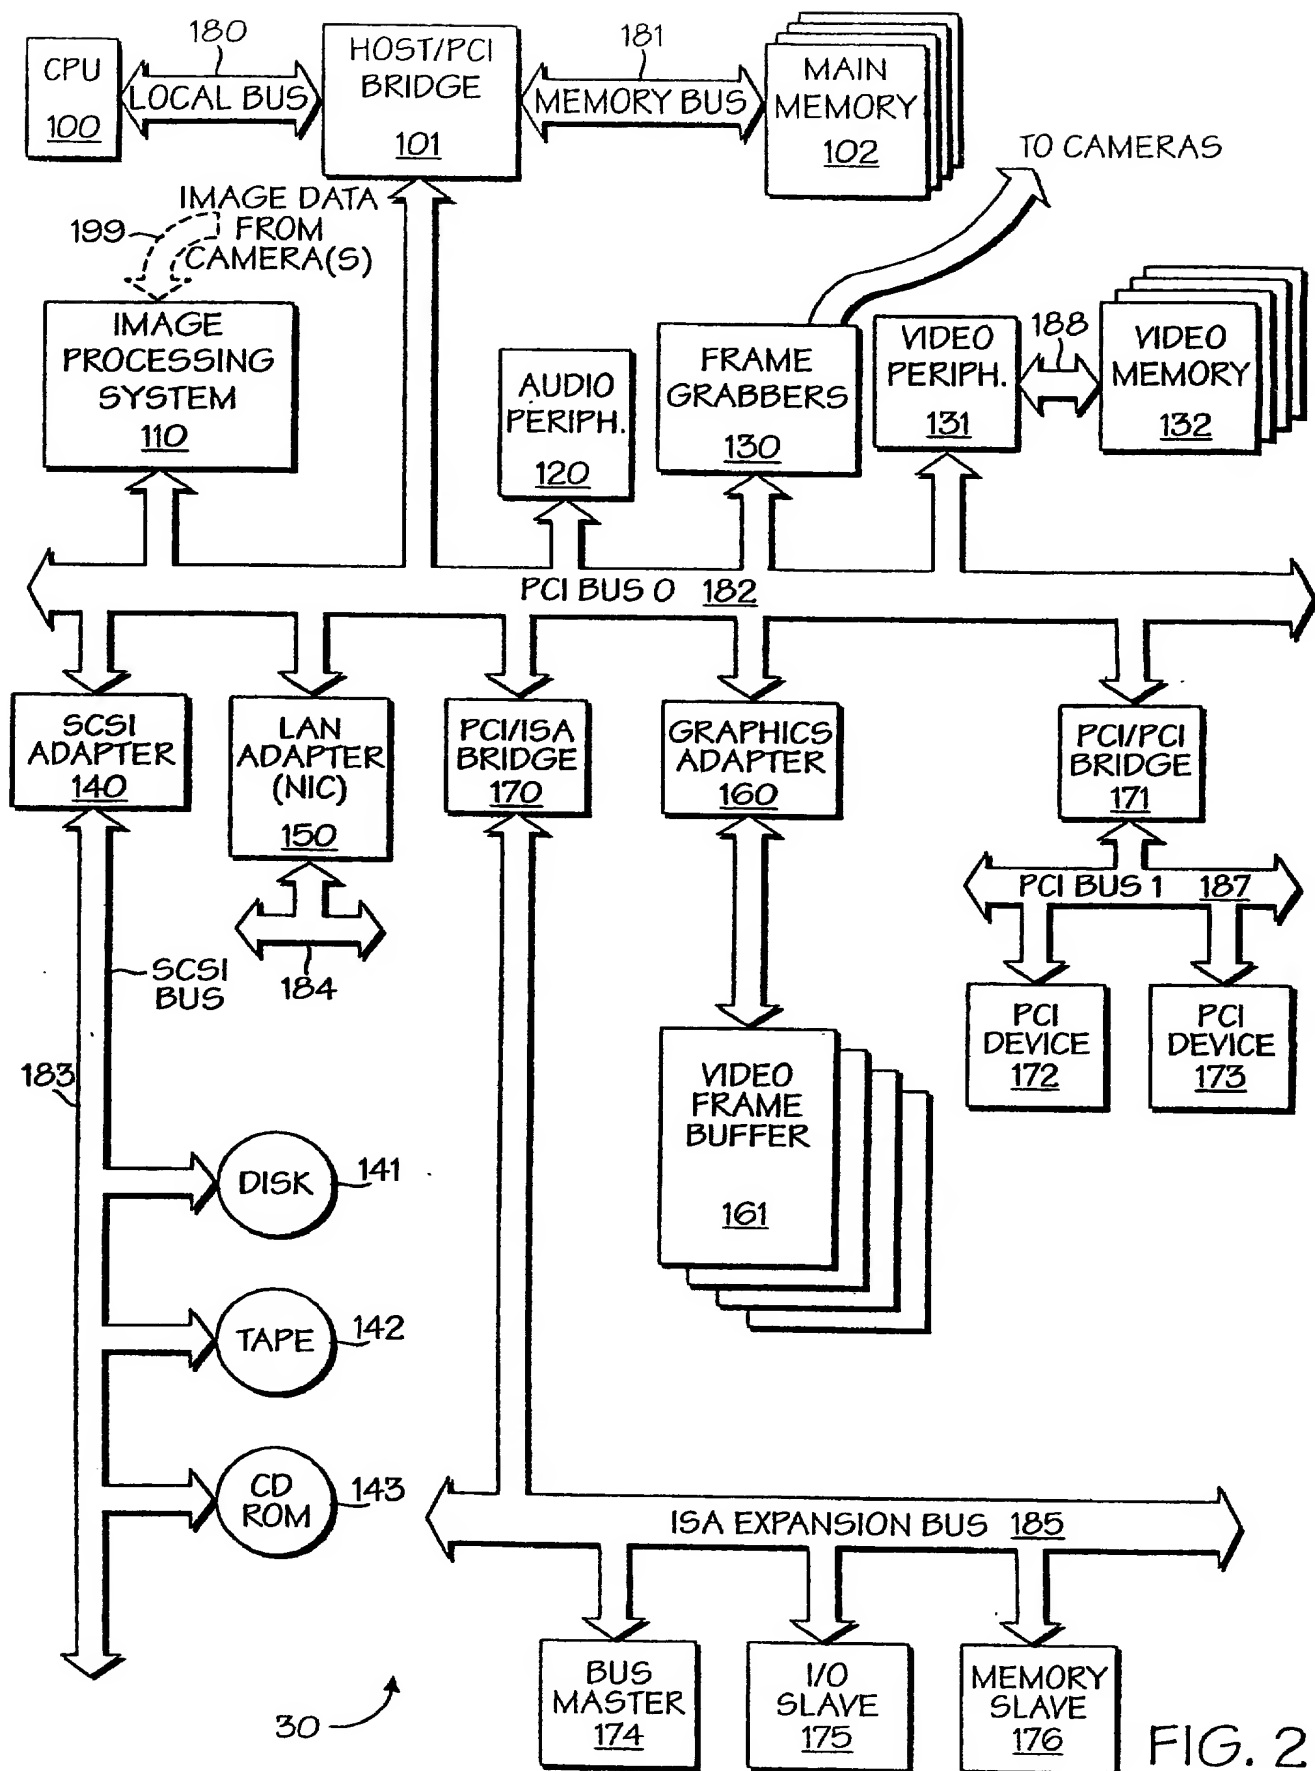 CPU
100
180
LOCAL BUS
HOST/PCI
BRIDGE
101
181
MEMORY BUS
MAIN
MEMORY
102
TO CAMERAS
199
IMAGE DATA
FROM
CAMERA(S)
IMAGE
PROCESSING
SYSTEM
110
AUDIO
PERIPH.
120
FRAME
GRABBERS
130
VIDEO
PERIPH.
131
188
VIDEO
MEMORY
132
PCI BUS 0 182
SCSI
ADAPTER
140
LAN
ADAPTER
(NIC)
150
184
PCI/ISA
BRIDGE
170
GRAPHICS
ADAPTER
160
PCI/PCI
BRIDGE
171
PCI BUS 1 187
PCI
DEVICE
172
PCI
DEVICE
173
SCSI
BUS
183
VIDEO
FRAME
BUFFER
161
DISK
141
TAPE
142
CD
ROM
143
ISA EXPANSION BUS 185
BUS
MASTER
174
I/O
SLAVE
175
MEMORY
SLAVE
176
30
FIG. 2